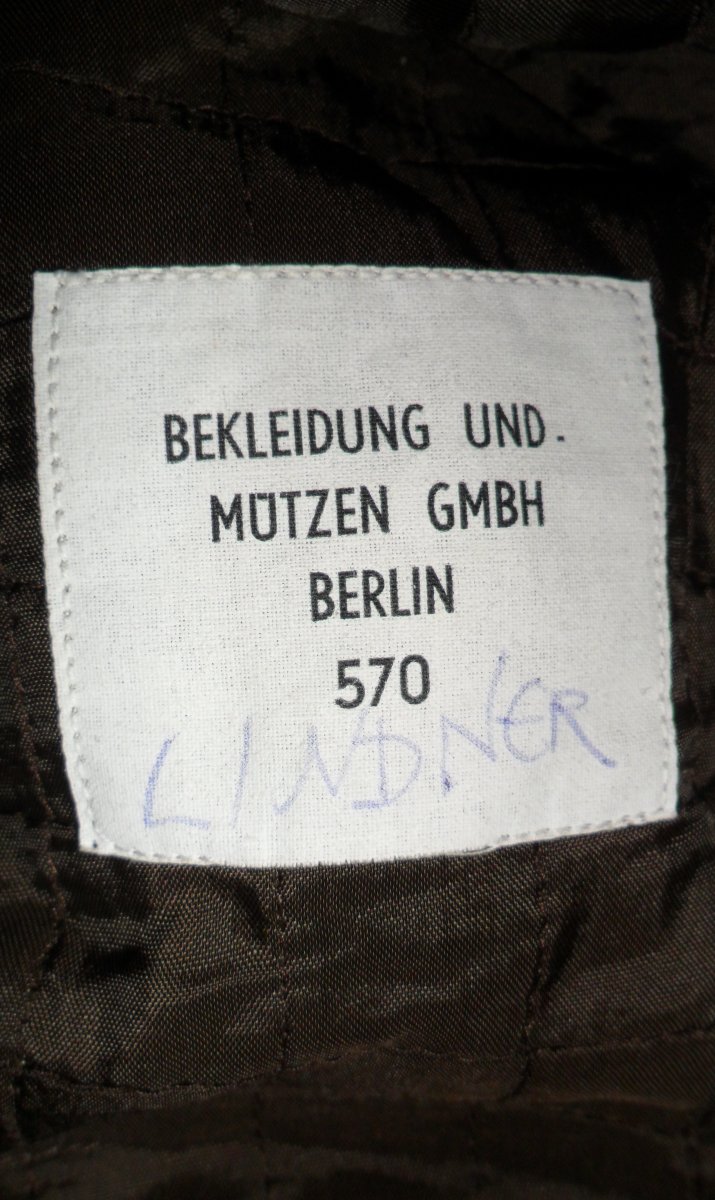 BEKLEIDUNG UND.
MÜTZEN GMBH
BERLIN
570
LINDNER